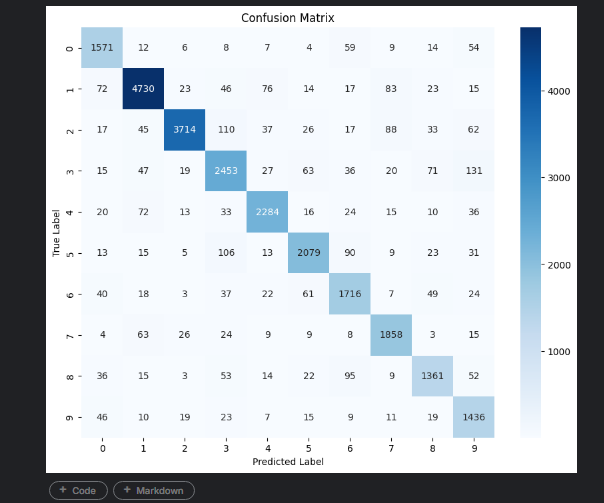 Confusion Matrix
0 1571 12 6 8 7 4 59 9 14 54
1 72 4730 23 46 76 14 17 83 23 15
2 17 45 3714 110 37 26 17 88 33 62
3 15 47 19 2453 27 63 36 20 71 131
4 20 72 13 33 2284 16 24 15 10 36
5 13 15 5 106 13 2079 90 9 23 31
6 40 18 3 37 22 61 1716 7 49 24
7 4 63 26 24 9 9 8 1858 3 15
8 36 15 3 53 14 22 95 9 1361 52
9 46 10 19 23 7 15 9 11 19 1436
0 1 2 3 4 5 6 7 8 9
True Label
Predicted Label
4000
3000
2000
1000
+ Code
+ Markdown